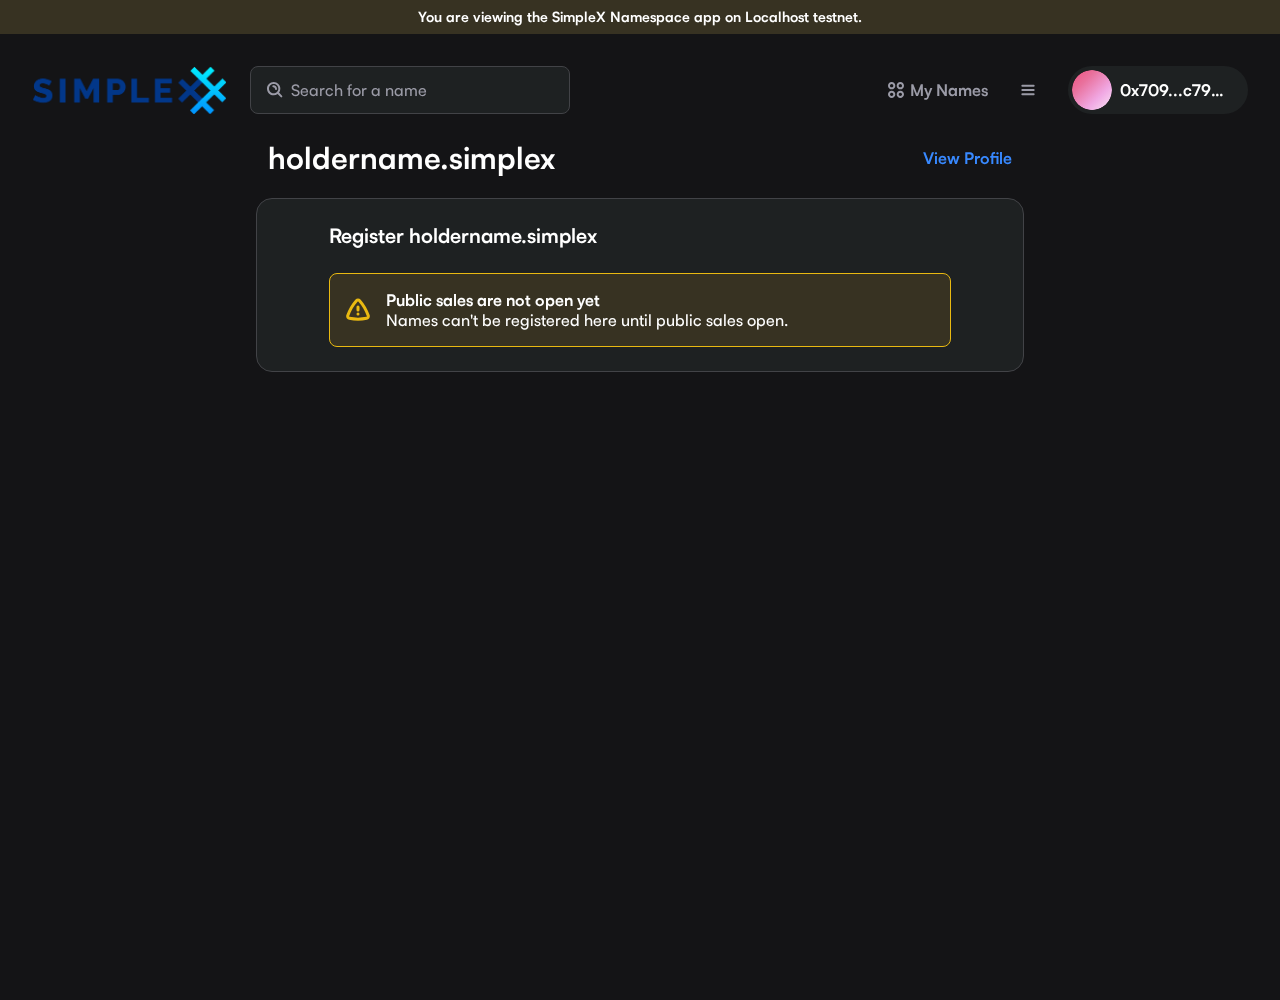 You are viewing the SimpleX Namespace app on Localhost testnet.
SIMPLEX
Search for a name
My Names
0x709...c79...
holdername.simplex
View Profile
Register holdername.simplex
Public sales are not open yet
Names can't be registered here until public sales open.